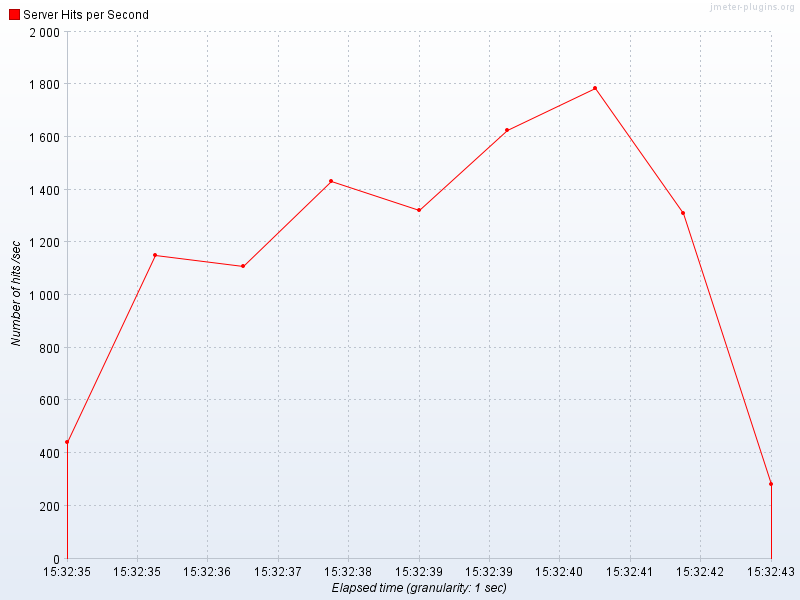 jmeter-plugins.org
Server Hits per Second
2 000
1 800
1 600
1 400
1 200
1 000
800
600
400
200
0
Number of hits /sec
15:32:35 15:32:35 15:32:36 15:32:37 15:32:38 15:32:39 15:32:39 15:32:40 15:32:41 15:32:42 15:32:43
Elapsed time (granularity: 1 sec)